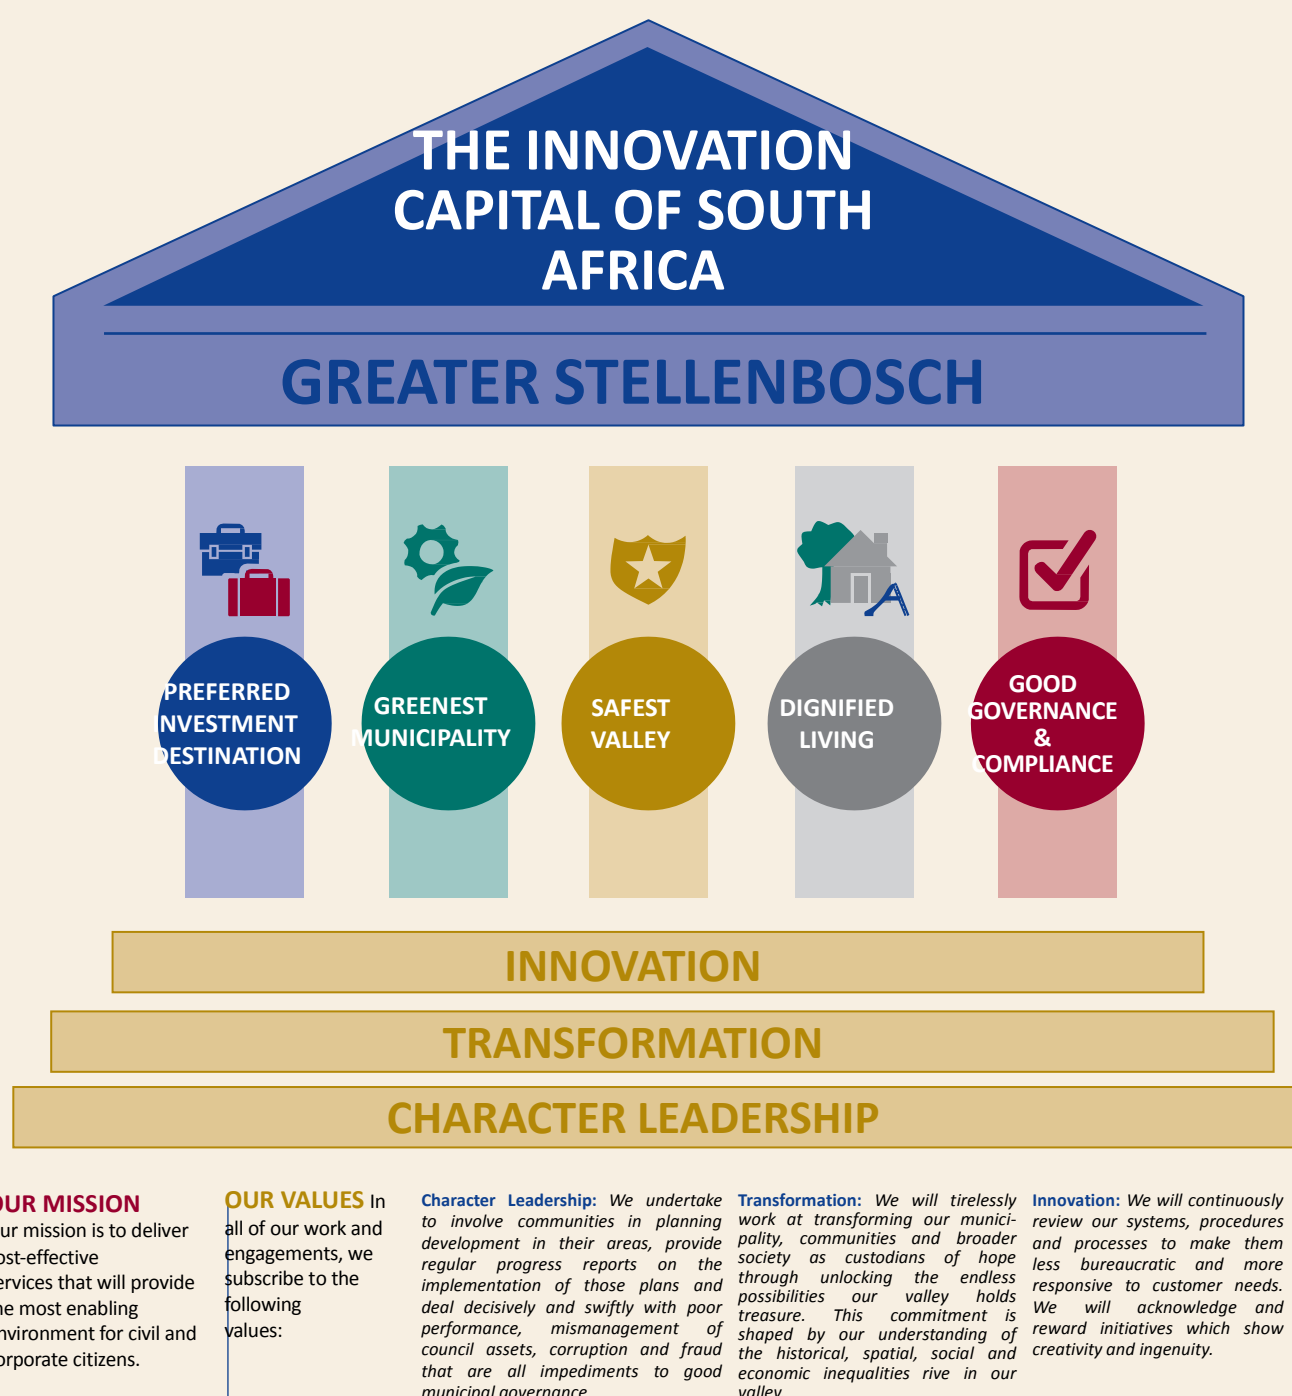 THE INNOVATION
CAPITAL OF SOUTH
AFRICA
GREATER STELLENBOSCH
PREFERRED
INVESTMENT
DESTINATION
GREENEST
MUNICIPALITY
SAFEST
VALLEY
DIGNIFIED
LIVING
GOOD
GOVERNANCE
&
COMPLIANCE
INNOVATION
TRANSFORMATION
CHARACTER LEADERSHIP
OUR MISSION
ur mission is to deliver
ost-effective
ervices that will provide
he most enabling
nvironment for civil and
orporate citizens.
OUR VALUES In
all of our work and
engagements, we
subscribe to the
following
values:
Character Leadership: We undertake
to involve communities in planning
development in their areas, provide
regular progress reports on the
implementation of those plans and
deal decisively and swiftly with poor
performance, mismanagement of
council assets, corruption and fraud
that are all impediments to good
municipal governance
Transformation: We will tirelessly
work at transforming our munici-
pality, communities and broader
society as custodians of hope
through unlocking the endless
possibilities our valley holds
treasure. This commitment is
shaped by our understanding of
the historical, spatial, social and
economic inequalities rive in our
valley
Innovation: We will continuously
review our systems, procedures
and processes to make them
less bureaucratic and more
responsive to customer needs.
We will acknowledge and
reward initiatives which show
creativity and ingenuity.